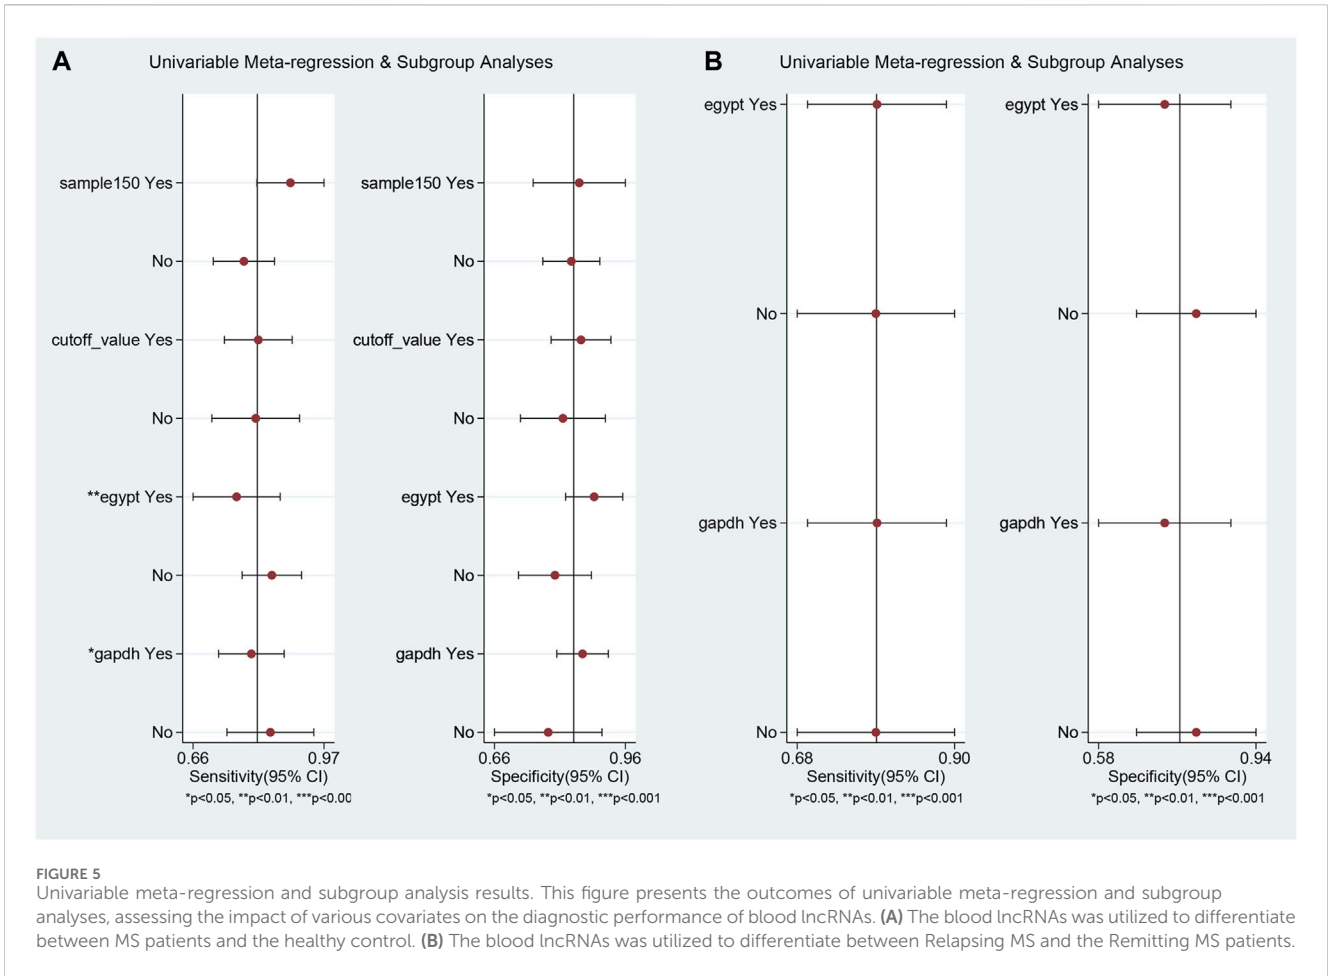 A
Univariable Meta-regression & Subgroup Analyses
sample150 Yes
No
cutoff_value Yes
No
**egypt Yes
No
*gapdh Yes
No
0.66
0.97
Sensitivity(95% CI)
*p<0.05, **p<0.01, ***p<0.00
sample150 Yes
No
cutoff_value Yes
No
egypt Yes
No
gapdh Yes
No
0.66
0.96
Specificity(95% CI)
*p<0.05, **p<0.01, ***p<0.001
B
Univariable Meta-regression & Subgroup Analyses
egypt Yes
No
gapdh Yes
No
0.68
0.90
Sensitivity(95% CI)
*p<0.05, **p<0.01, ***p<0.001
egypt Yes
No
gapdh Yes
No
0.58
0.94
Specificity(95% CI)
*p<0.05, **p<0.01, ***p<0.001
FIGURE 5
Univariable meta-regression and subgroup analysis results. This figure presents the outcomes of univariable meta-regression and subgroup
analyses, assessing the impact of various covariates on the diagnostic performance of blood lncRNAs. (A) The blood lncRNAs was utilized to differentiate
between MS patients and the healthy control. (B) The blood lncRNAs was utilized to differentiate between Relapsing MS and the Remitting MS patients.